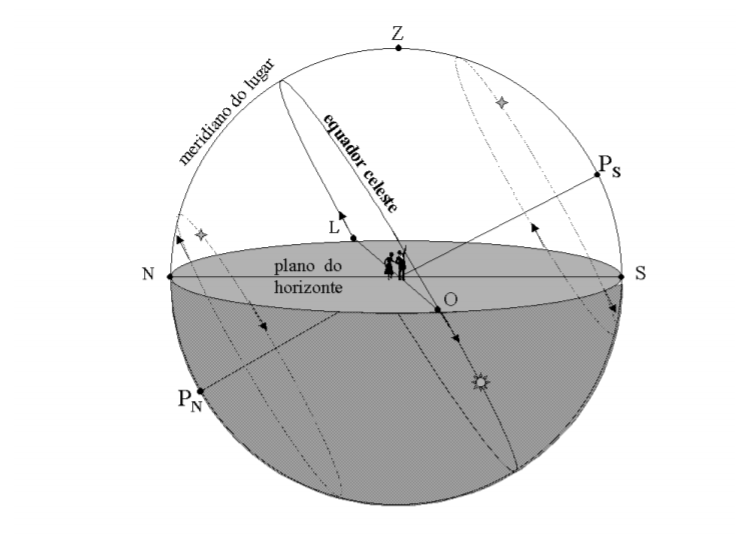 Z
meridiano do lugar
equador celeste
PS
L
N
plano do
horizonte
S
O
PN